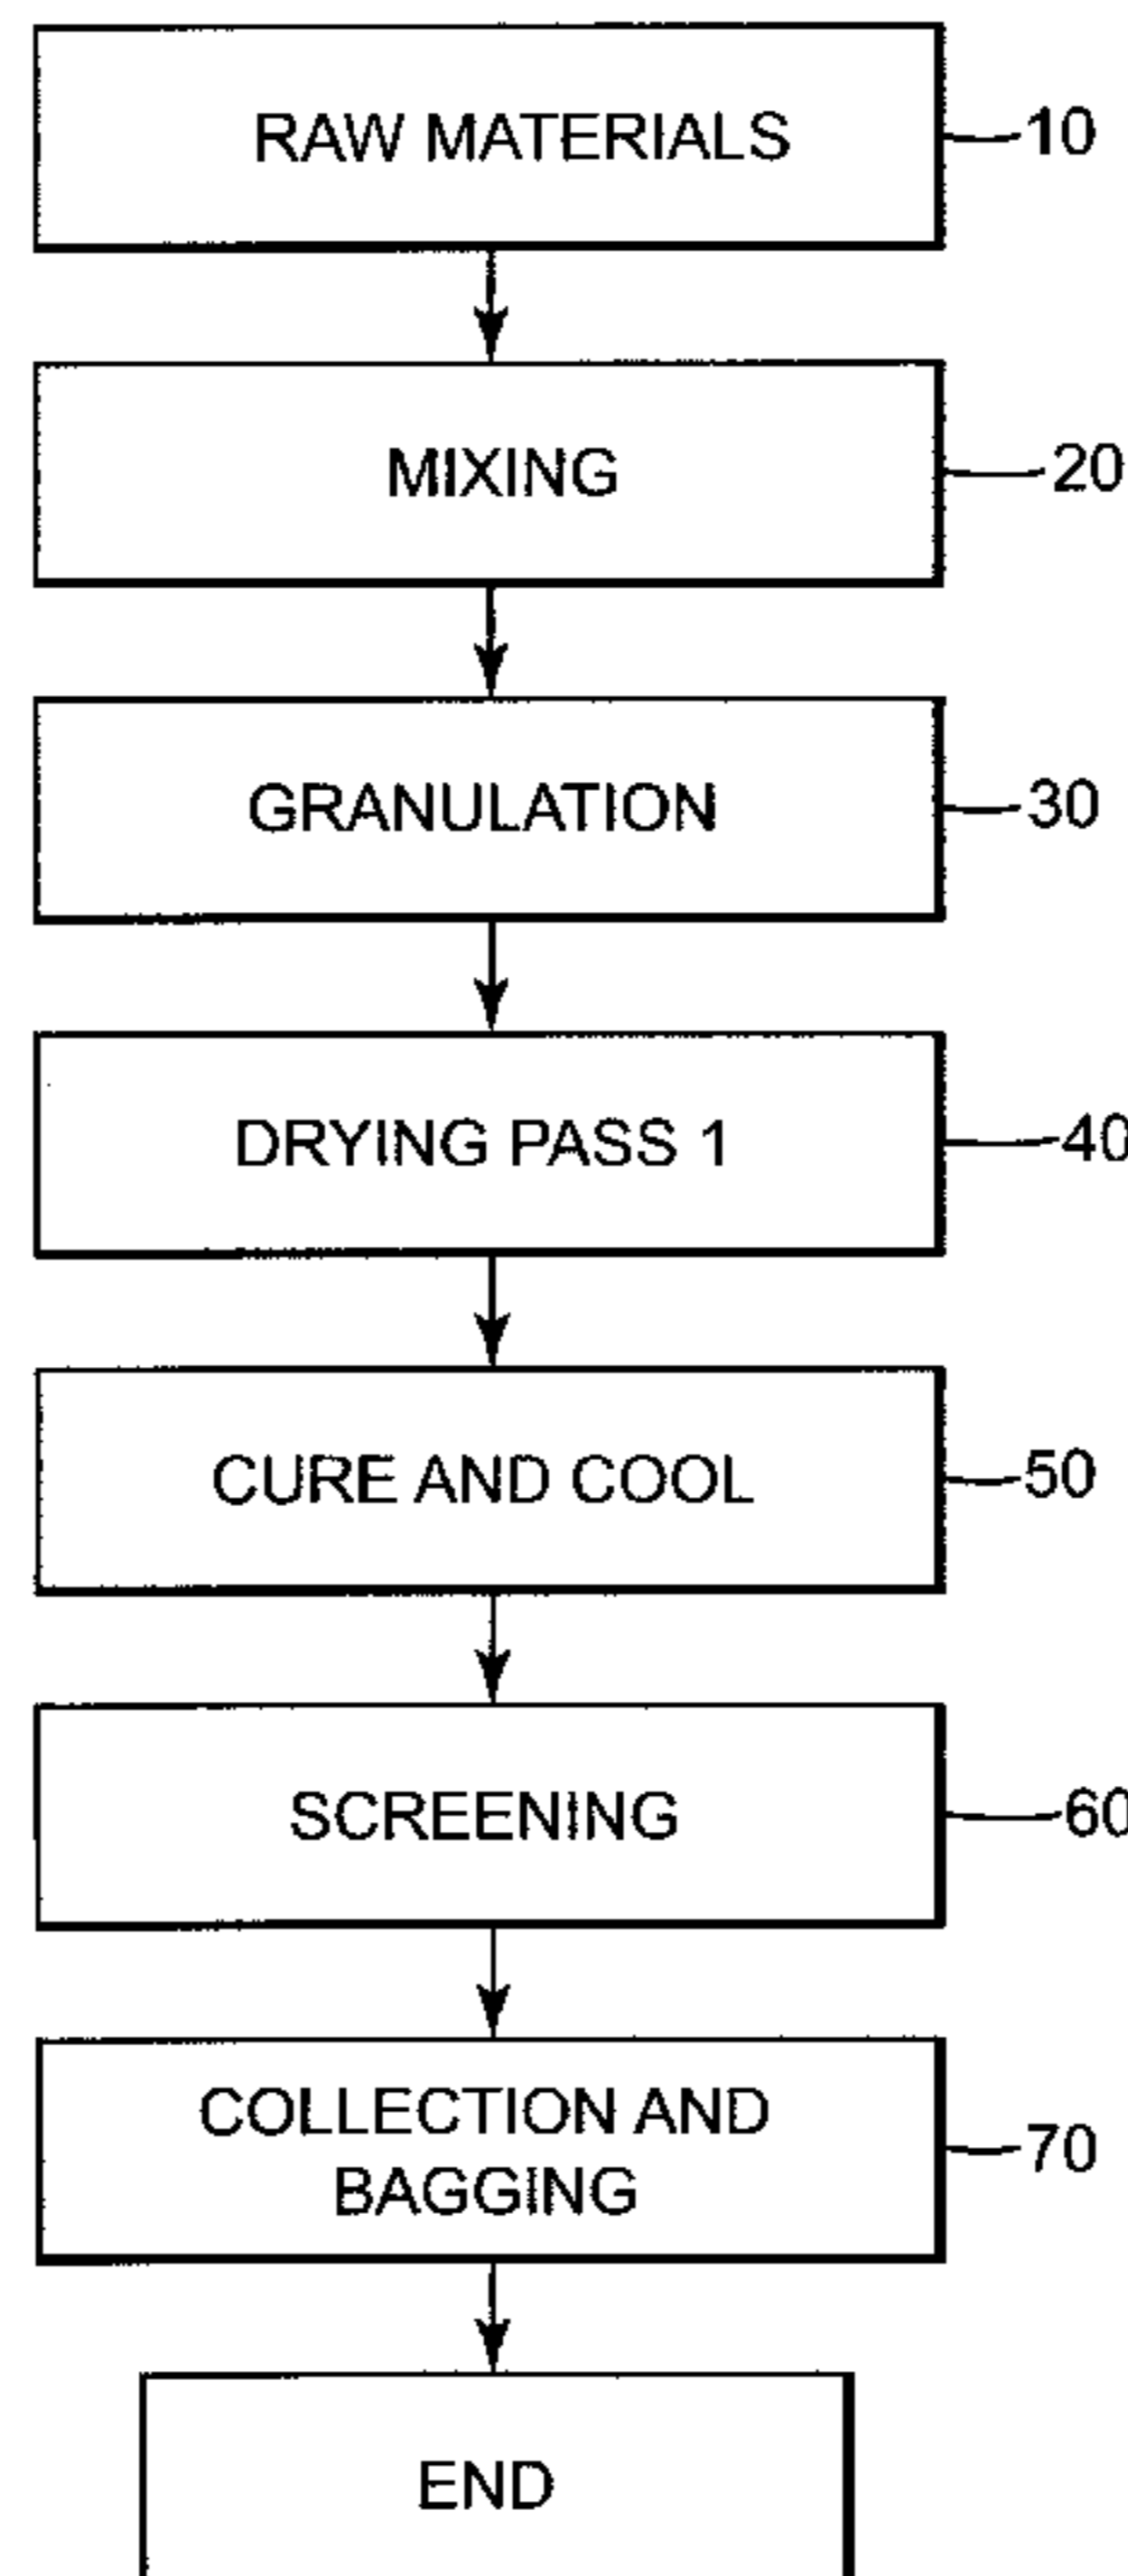 RAW MATERIALS
10
MIXING
20
GRANULATION
30
DRYING PASS 1
40
CURE AND COOL
50
SCREENING
60
COLLECTION AND
BAGGING
70
END